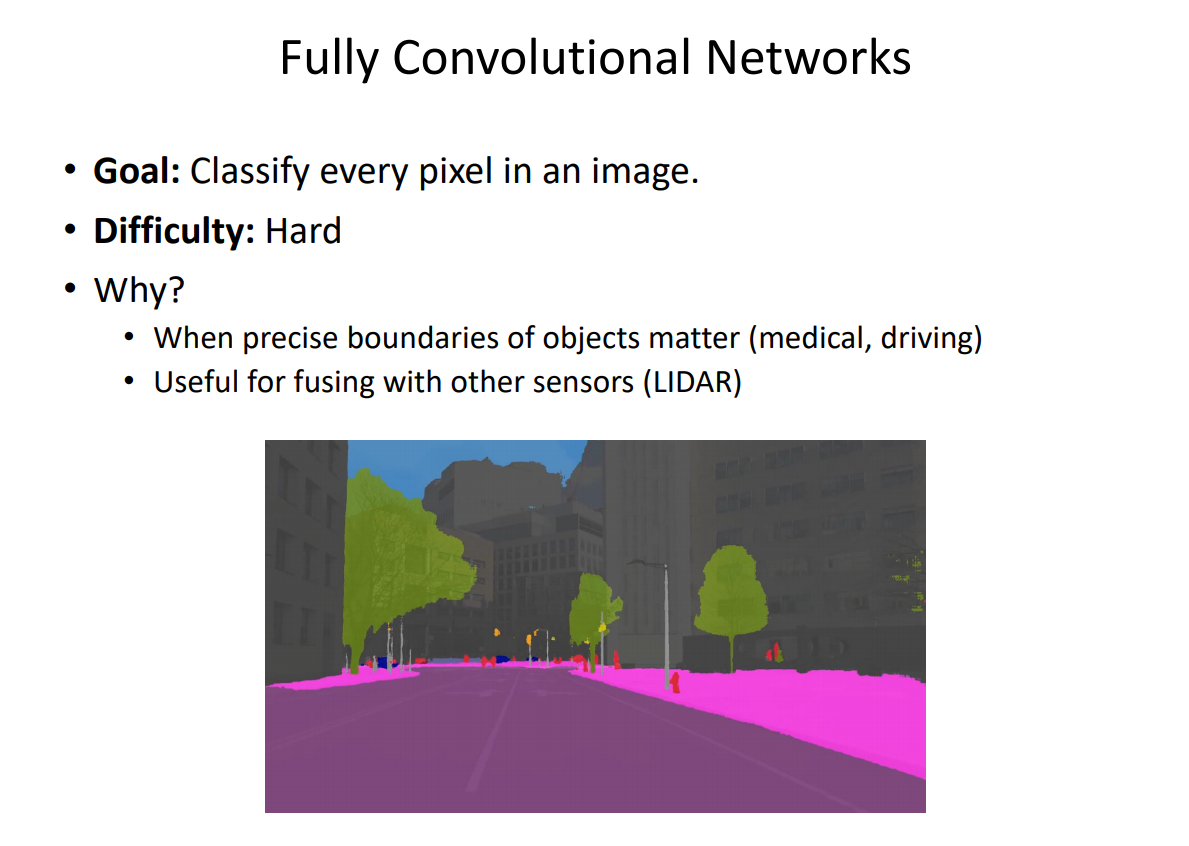 Fully Convolutional Networks
• Goal: Classify every pixel in an image.
• Difficulty: Hard
• Why?
• When precise boundaries of objects matter (medical, driving)
• Useful for fusing with other sensors (LIDAR)